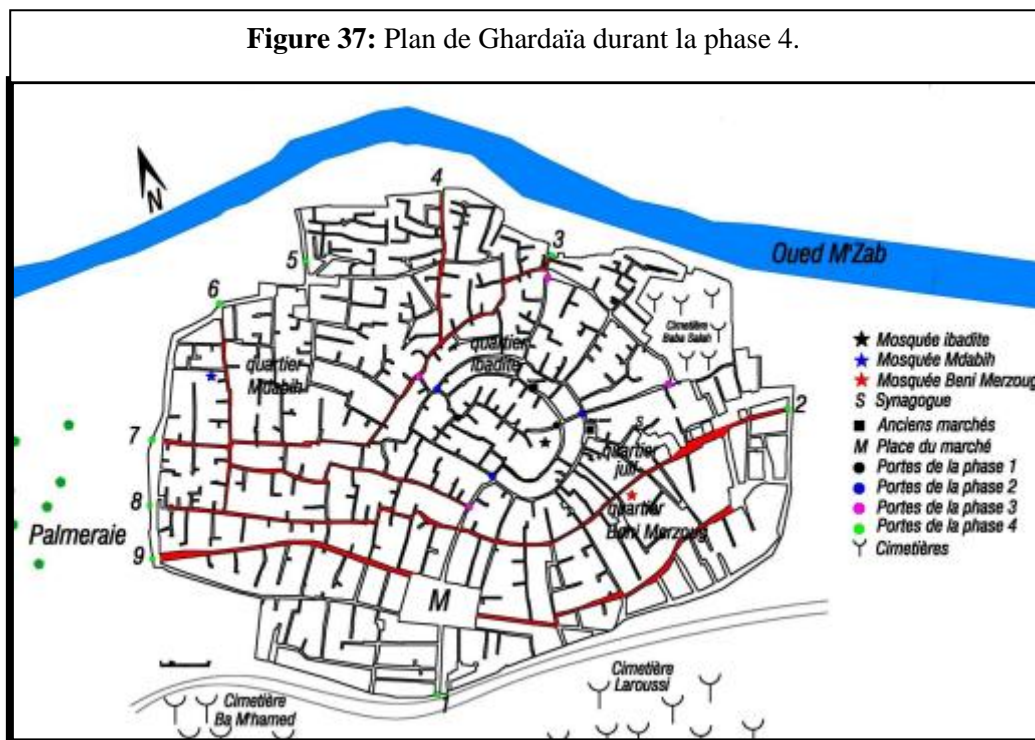 Figure 37: Plan de Ghardaïa durant la phase 4.
4
N
3
Oued M'Zab
5
6
Cimetière
Baba Salah
quartier
Ibadite
quartier
Mdabih
★ Mosquée ibadite
★ Mosquée Mdabih
★ Mosquée Beni Merzoug
S Synagogue
■ Anciens marchés
M Place du marché
● Portes de la phase 1
● Portes de la phase 2
● Portes de la phase 3
● Portes de la phase 4
Cimetières
2
7
S
quartier
juif
quartier
Beni Merzoug
8
Palmeraie
9
M
Cimetière
Laroussi
Cimetière
Ba M'hamed